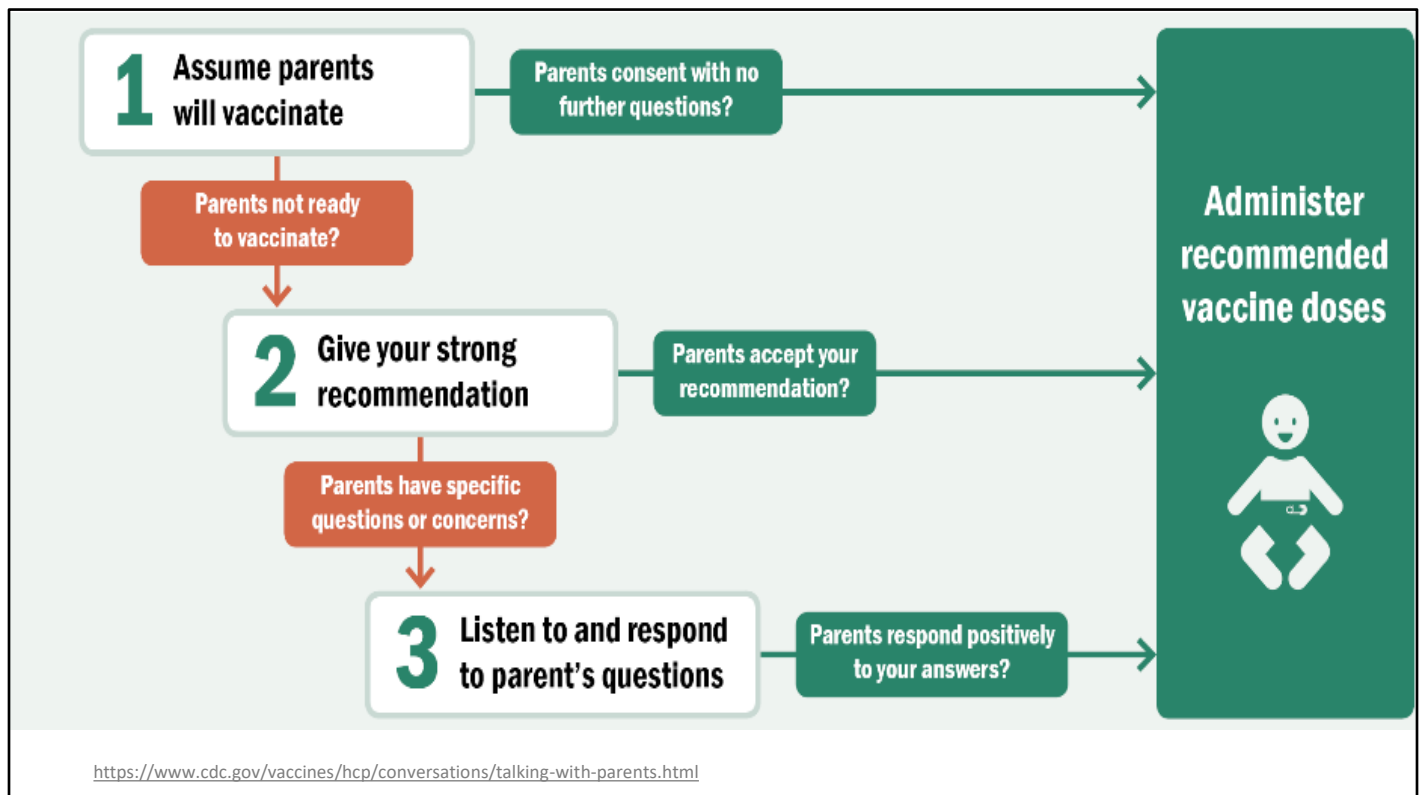 1
Assume parents
will vaccinate
Parents consent with no
further questions?
Parents not ready
to vaccinate?
2
Give your strong
recommendation
Parents accept your
recommendation?
Parents have specific
questions or concerns?
3
Listen to and respond
to parent’s questions
Parents respond positively
to your answers?
Administer
recommended
vaccine doses
https://www.cdc.gov/vaccines/hcp/conversations/talking-with-parents.html